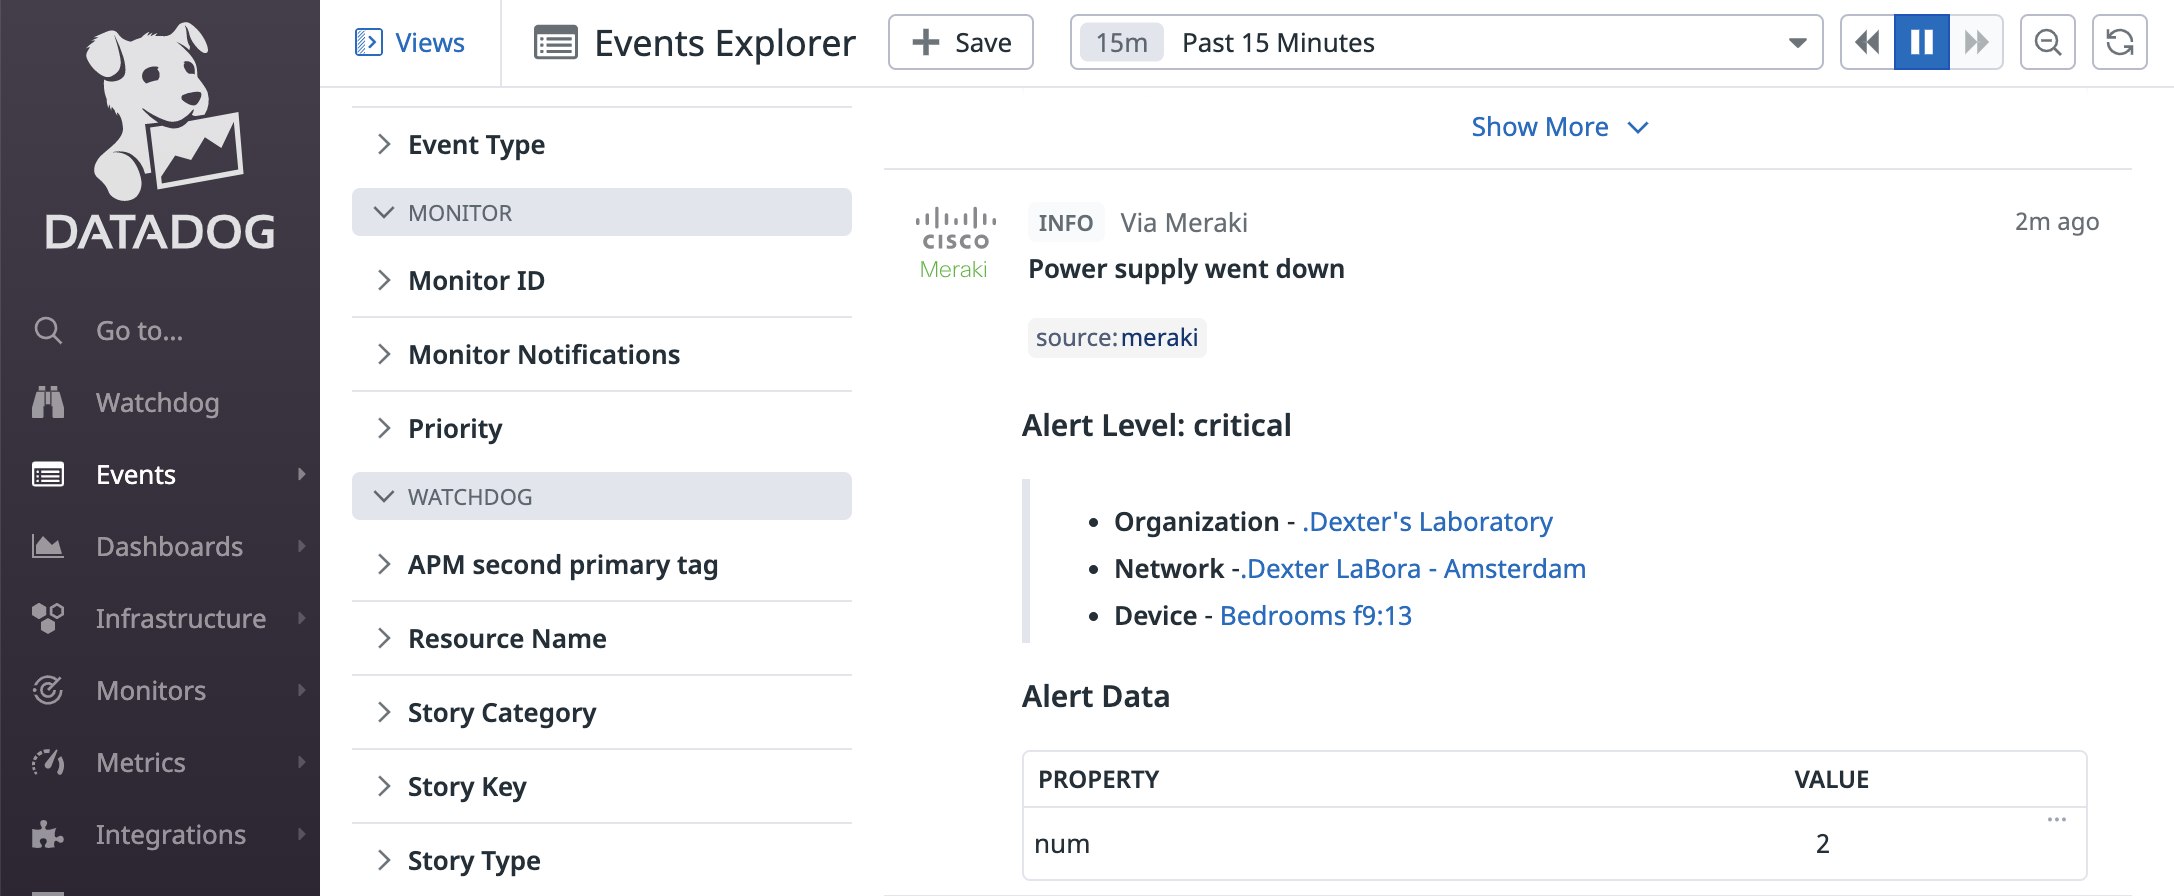 DATADOG
Go to...
Watchdog
Events
Dashboards
Infrastructure
Monitors
Metrics
Integrations
Views
Events Explorer
Save
15m Past 15 Minutes
Event Type
MONITOR
Monitor ID
Monitor Notifications
Priority
WATCHDOG
APM second primary tag
Resource Name
Story Category
Story Key
Story Type
Show More
CISCO
Meraki
INFO Via Meraki
2m ago
Power supply went down
source:meraki
Alert Level: critical
• Organization - .Dexter's Laboratory
• Network -.Dexter LaBora - Amsterdam
• Device - Bedrooms f9:13
Alert Data
PROPERTY VALUE
num 2